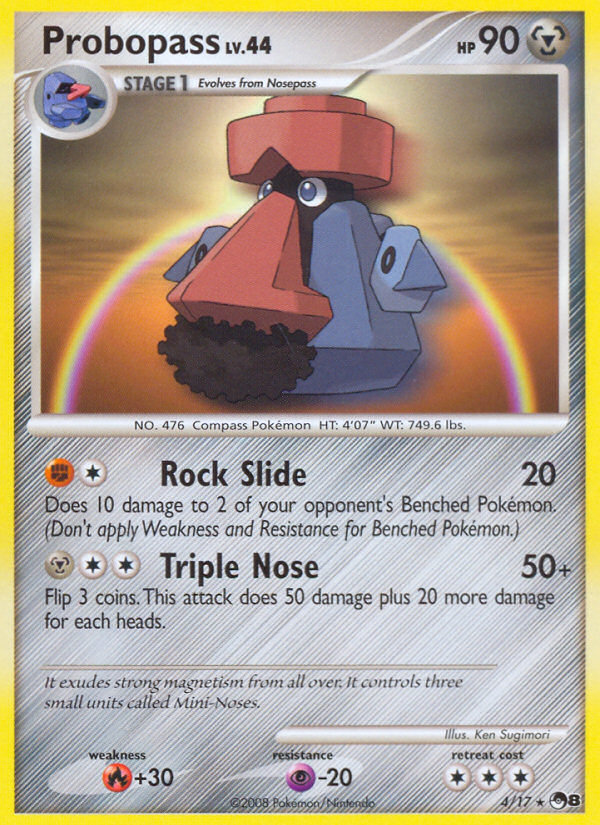 Probopass LV.44 HP 90
STAGE 1 Evolves from Nosepass
NO. 476 Compass Pokémon HT: 4'07" WT: 749.6 lbs.
Rock Slide 20
Does 10 damage to 2 of your opponent's Benched Pokémon.
(Don't apply Weakness and Resistance for Benched Pokémon.)
Triple Nose 50+
Flip 3 coins. This attack does 50 damage plus 20 more damage
for each heads.
It exudes strong magnetism from all over. It controls three
small units called Mini-Noses.
Illus. Ken Sugimori
weakness resistance retreat cost
+30 -20
©2008 Pokémon/Nintendo 4/17 ★ 8